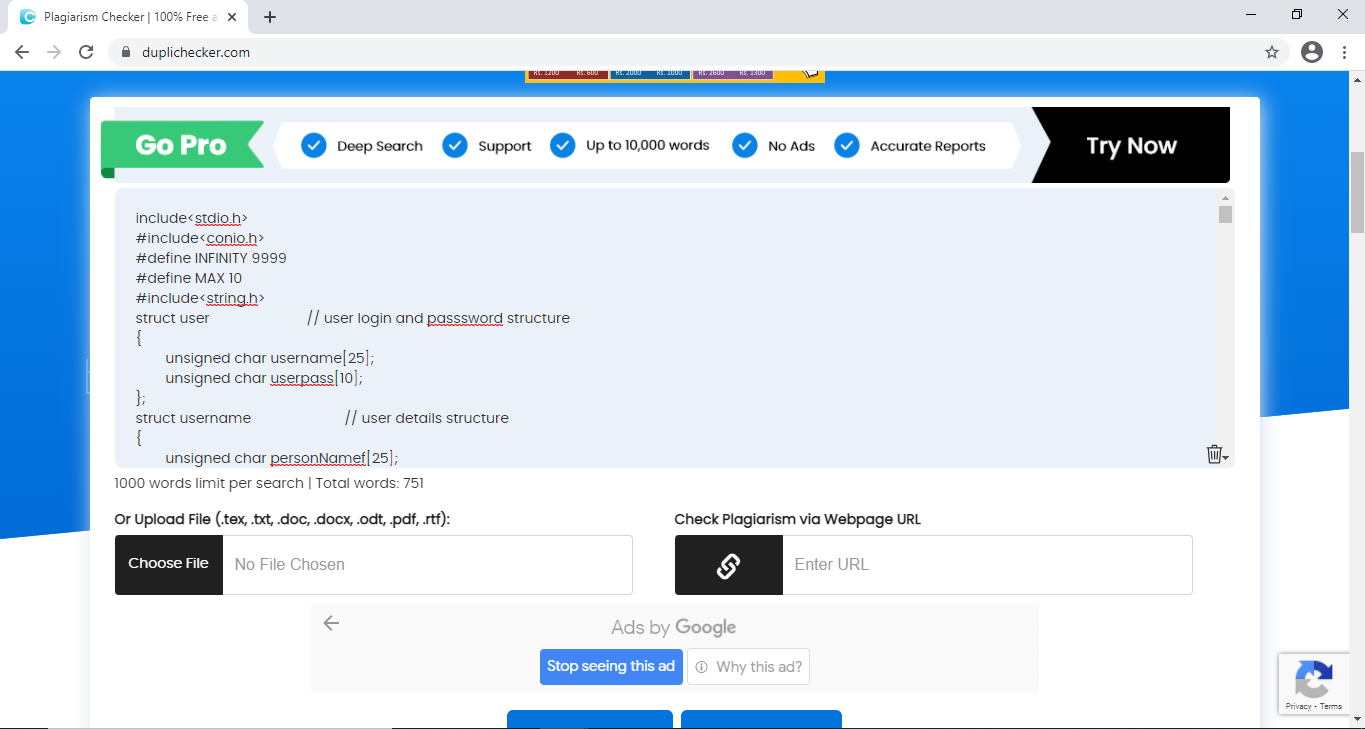 Plagiarism Checker | 100% Free a
duplichecker.com
Rs. 1200 Rs. 600 Rs. 2000 Rs. 1000 Rs. 2600 Rs. 1300
Go Pro Deep Search Support Up to 10,000 words No Ads Accurate Reports Try Now
include<stdio.h>
#include<conio.h>
#define INFINITY 9999
#define MAX 10
#include<string.h>
struct user // user login and passsword structure
{
unsigned char username[25];
unsigned char userpass[10];
};
struct username // user details structure
{
unsigned char personNamef[25];
1000 words limit per search | Total words: 751
Or Upload File (.tex, .txt, .doc, .docx, .odt, .pdf, .rtf): Check Plagiarism via Webpage URL
Choose File No File Chosen Enter URL
Ads by Google
Stop seeing this ad Why this ad?
Privacy - Terms